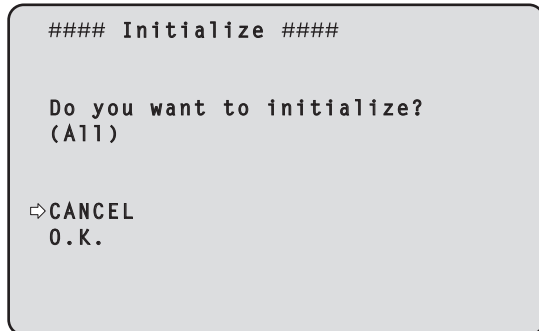 #### Initialize ####
Do you want to initialize?
(All)
⇨CANCEL
O.K.